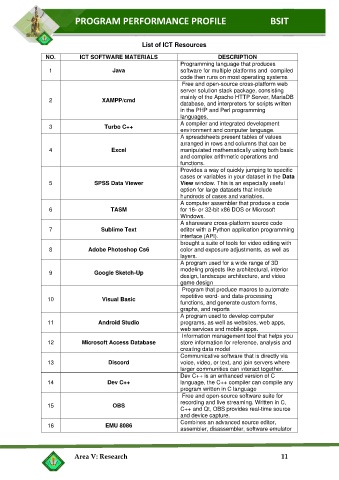 PROGRAM PERFORMANCE PROFILE BSIT
List of ICT Resources
NO. ICT SOFTWARE MATERIALS DESCRIPTION
1 Java Programming language that produces
software for multiple platforms and compiled
code then runs on most operating systems
2 XAMPP/cmd Free and open-source cross-platform web
server solution stack package, consisting
mainly of the Apache HTTP Server, MariaDB
database, and interpreters for scripts written
in the PHP and Perl programming
languages.
3 Turbo C++ A compiler and integrated development
environment and computer language.
4 Excel A spreadsheets present tables of values
arranged in rows and columns that can be
manipulated mathematically using both basic
and complex arithmetic operations and
functions.
5 SPSS Data Viewer Provides a way of quickly jumping to specific
cases or variables in your dataset in the Data
View window. This is an especially useful
option for large datasets that include
hundreds of cases and variables.
6 TASM A computer assembler that produce a code
for 16- or 32-bit x86 DOS or Microsoft
Windows.
7 Sublime Text A shareware cross-platform source code
editor with a Python application programming
interface (API).
8 Adobe Photoshop Cs6 brought a suite of tools for video editing with
color and exposure adjustments, as well as
layers.
9 Google Sketch-Up A program used for a wide range of 3D
modeling projects like architectural, interior
design, landscape architecture, and video
game design
10 Visual Basic Program that produce macros to automate
repetitive word- and data-processing
functions, and generate custom forms,
graphs, and reports
11 Android Studio A program used to develop computer
programs, as well as websites, web apps,
web services and mobile apps.
12 Microsoft Access Database Information management tool that helps you
store information for reference, analysis and
creating data model
13 Discord Communicative software that is directly via
voice, video, or text, and join servers where
larger communities can interact together.
14 Dev C++ Dev C++ is an enhanced version of C
language, the C++ compiler can compile any
program written in C language
15 OBS Free and open-source software suite for
recording and live streaming. Written in C,
C++ and Qt, OBS provides real-time source
and device capture.
16 EMU 8086 Combines an advanced source editor,
assembler, disassembler, software emulator
Area V: Research 11